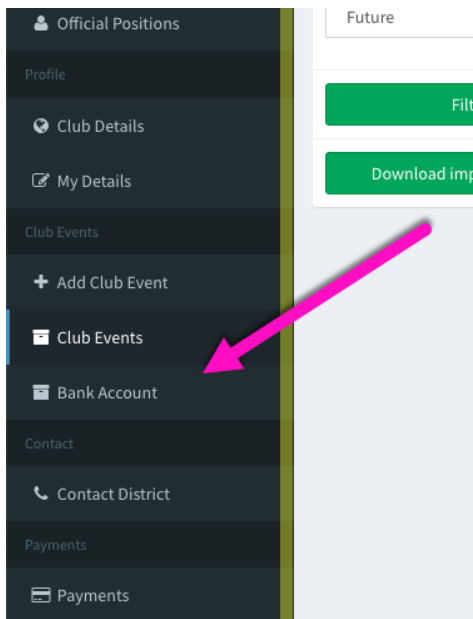 Official Positions
Future
Profile
Club Details
Filt
My Details
Download imp
Club Events
Add Club Event
Club Events
Bank Account
Contact
Contact District
Payments
Payments